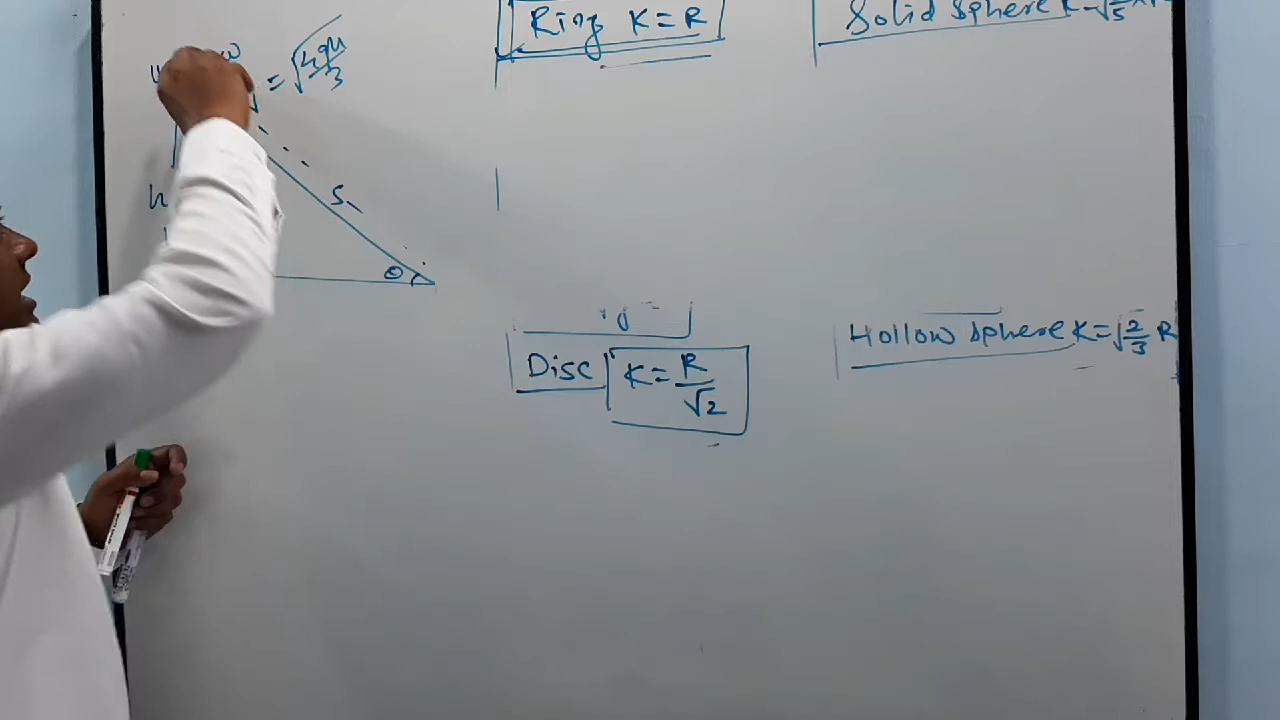 Ring K=R
Solid Sphere K=√
= √4gh/3
h
S
θ
Disc K=R/√2
Hollow Sphere K=√2/3 R